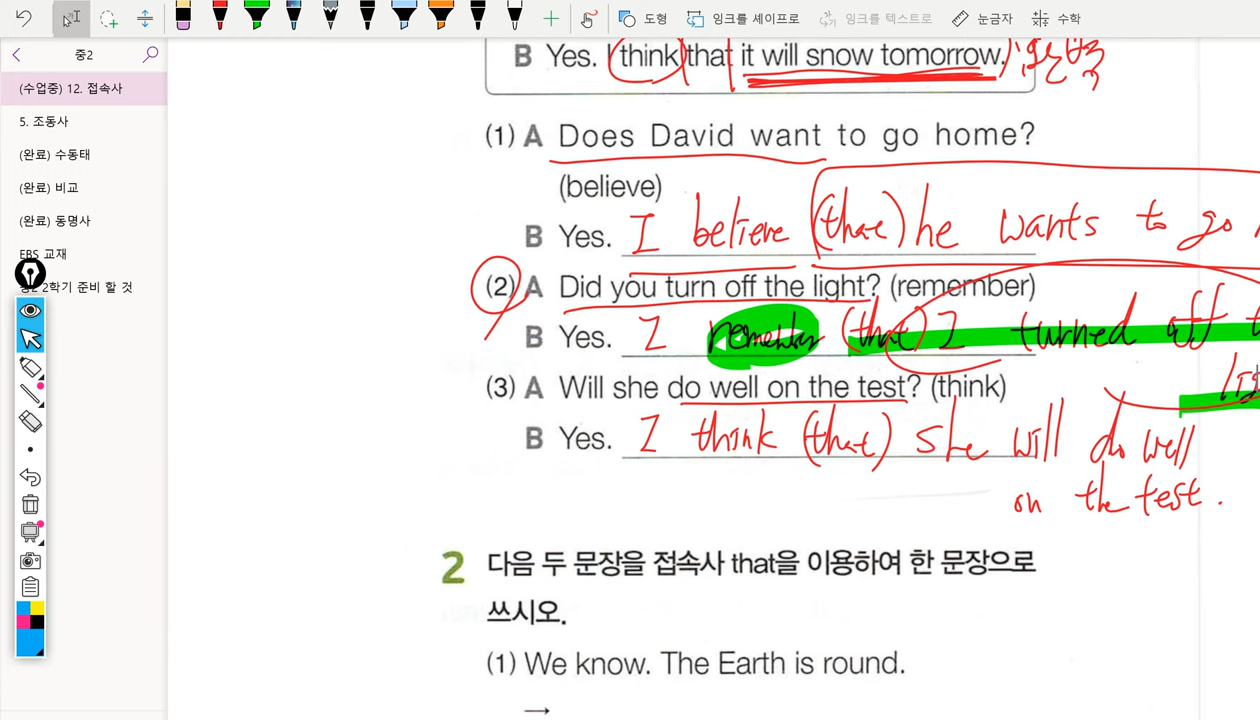 도형 잉크를 셰이프로 잉크를 텍스트로 눈금자 수학
중2
(수업중) 12. 접속사
5. 조동사
(완료) 수동태
(완료) 비교
(완료) 동명사
EBS 교재
중2 2학기 준비 할 것
B Yes. I think that it will snow tomorrow.
(1) A Does David want to go home?
(believe)
B Yes. I believe (that) he wants to go
(2) A Did you turn off the light? (remember)
B Yes. I remember (that) I turned off
(3) A Will she do well on the test? (think)
B Yes. I think (that) she will do well
on the test.
2 다음 두 문장을 접속사 that을 이용하여 한 문장으로
쓰시오.
(1) We know. The Earth is round.
→